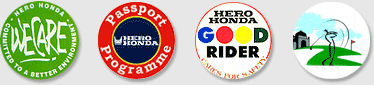 HERO HONDA
WE CARE
COMMITTED TO A BETTER ENVIRONMENT
Passport
HERO
HONDA
Programme
HERO
HONDA
GOOD
RIDER
CARES FOR SAFETY